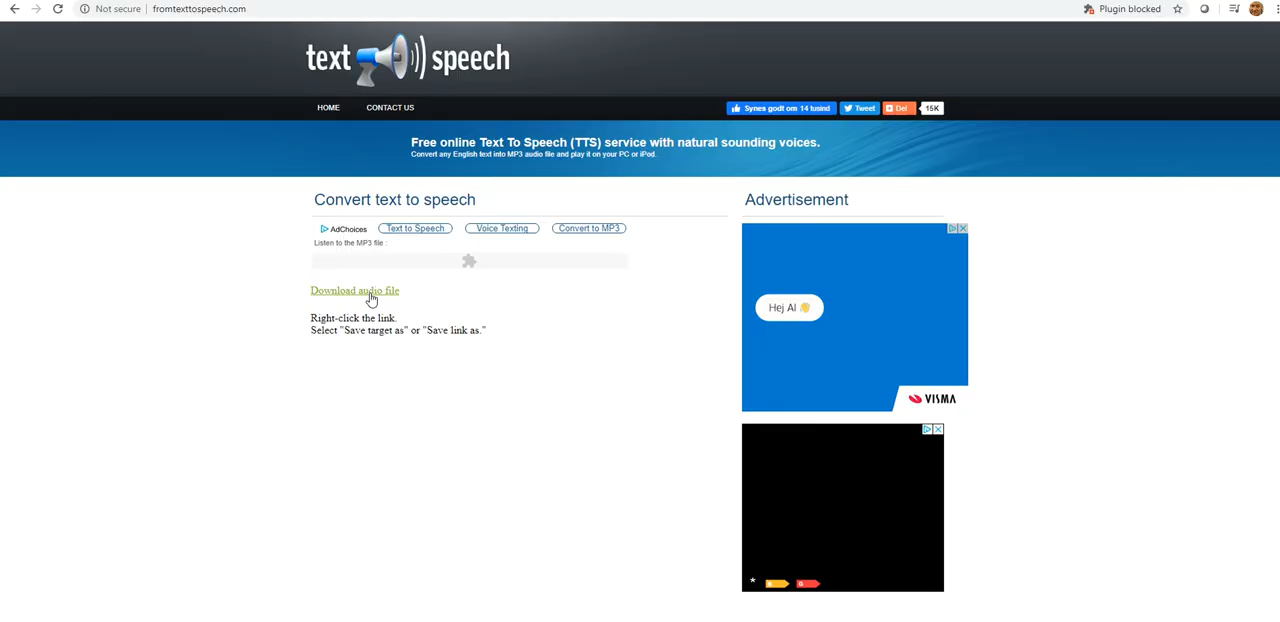 Not secure | fromtexttospeech.com
Plugin blocked
text speech
HOME CONTACT US
Synes godt om 14 tusind Tweet Del 15K
Free online Text To Speech (TTS) service with natural sounding voices.
Convert any English text into MP3 audio file and play it on your PC or iPod.
Convert text to speech
Advertisement
AdChoices Text to Speech Voice Texting Convert to MP3
Listen to the MP3 file :
Download audio file
Hej Al 👋
Right-click the link.
Select "Save target as" or "Save link as."
VISMA
*
G